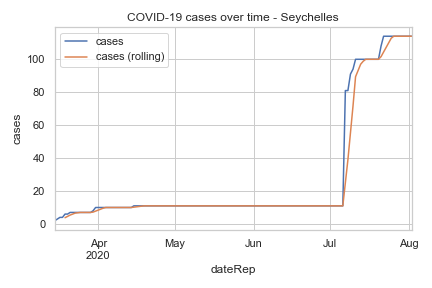 COVID-19 cases over time - Seychelles
cases
cases (rolling)
100
80
60
40
20
0
cases
Apr
2020
May
Jun
Jul
Aug
dateRep